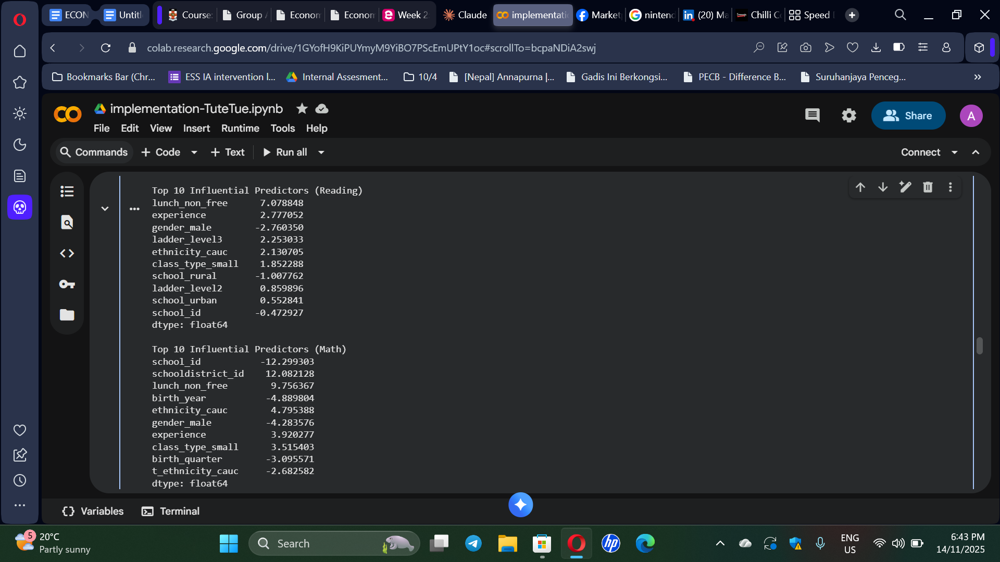 ECON
Untitl
Course:
Group A
Econom
Econom
Week 2
Claude
implementatio
Market
nintend
(20) Ma
Chilli Co
Speed
colab.research.google.com/drive/1GYofH9KiPUYmyM9YiBO7PScEmUPtY1oc#scrollTo=bcpaNDiA2swj
Bookmarks Bar (Chr...
ESS IA intervention l...
Internal Assesment...
10/4
[Nepal] Annapurna |...
Gadis Ini Berkongsi...
PECB - Difference B...
Suruhanjaya Penceg...
implementation-TuteTue.ipynb
File Edit View Insert Runtime Tools Help
Share
A
Commands + Code + Text Run all
Connect
Top 10 Influential Predictors (Reading)
lunch_non_free 7.078848
experience 2.777052
gender_male -2.760350
ladder_level3 2.253033
ethnicity_cauc 2.130705
class_type_small 1.852288
school_rural -1.007762
ladder_level2 0.859896
school_urban 0.552841
school_id -0.472927
dtype: float64
Top 10 Influential Predictors (Math)
school_id -12.299303
schooldistrict_id 12.082128
lunch_non_free 9.756367
birth_year -4.889804
ethnicity_cauc 4.795388
gender_male -4.283576
experience 3.920277
class_type_small 3.515403
birth_quarter -3.095571
t_ethnicity_cauc -2.682582
dtype: float64
Variables
Terminal
5
20°C
Partly sunny
Search
hp
ENG
US
6:43 PM
14/11/2025